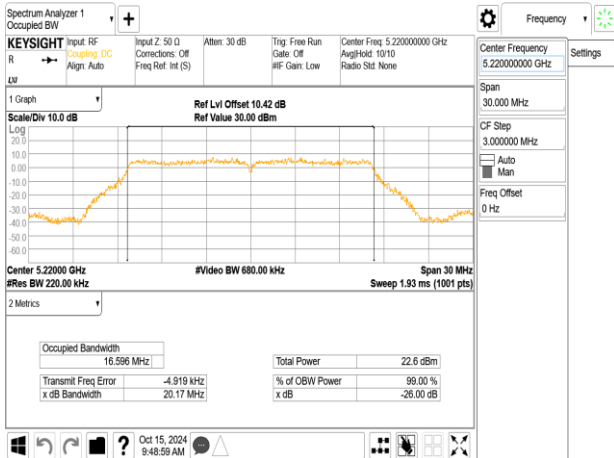 Spectrum Analyzer 1
Occupied BW
Frequency
KEYSIGHT
R
LXI
Input: RF
Coupling: DC
Align: Auto
Input Z: 50 Ω
Corrections: Off
Freq Ref: Int (S)
Atten: 30 dB
Trig: Free Run
Gate: Off
#IF Gain: Low
Center Freq: 5.220000000 GHz
Avg|Hold: 10/10
Radio Std: None
Center Frequency
5.220000000 GHz
Settings
Span
30.000 MHz
CF Step
3.000000 MHz
Auto
Man
Freq Offset
0 Hz
1 Graph
Scale/Div 10.0 dB
Ref Lvl Offset 10.42 dB
Ref Value 30.00 dBm
Log
20.0
10.0
0.00
-10.0
-20.0
-30.0
-40.0
-50.0
-60.0
Center 5.22000 GHz
#Video BW 680.00 kHz
Span 30 MHz
#Res BW 220.00 kHz
Sweep 1.93 ms (1001 pts)
2 Metrics
Occupied Bandwidth
16.596 MHz
Total Power 22.6 dBm
Transmit Freq Error -4.919 kHz
% of OBW Power 99.00 %
x dB Bandwidth 20.17 MHz
x dB -26.00 dB
?
Oct 15, 2024
9:48:59 AM